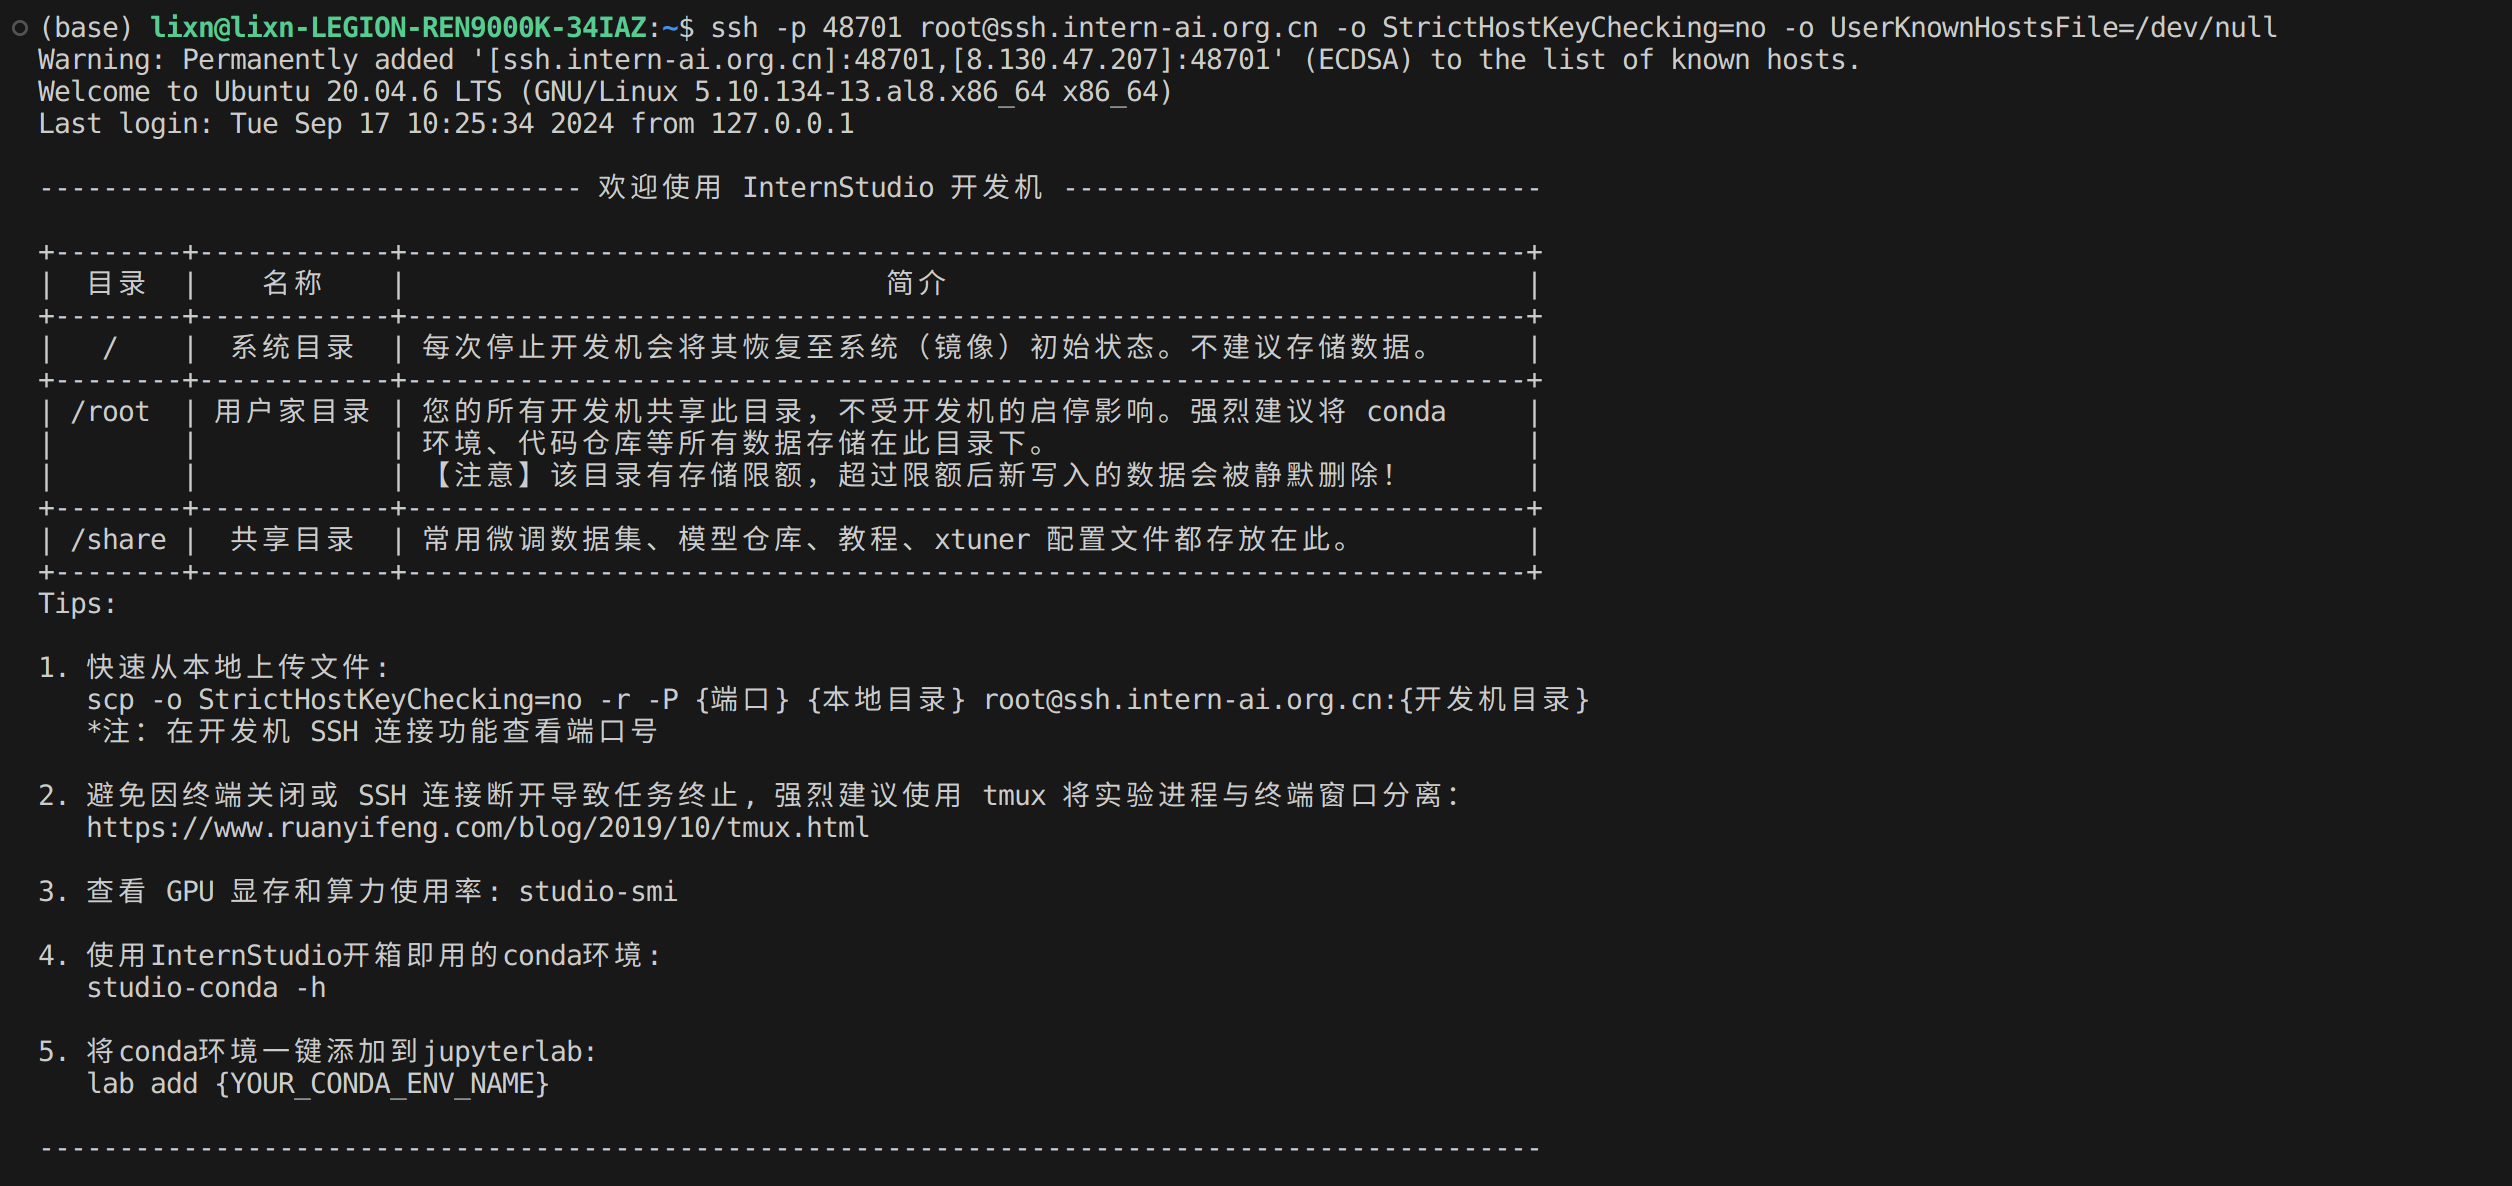 (base) lixn@lixn-LEGION-REN9000K-34IAZ:~$ ssh -p 48701 root@ssh.intern-ai.org.cn -o StrictHostKeyChecking=no -o UserKnownHostsFile=/dev/null
Warning: Permanently added '[ssh.intern-ai.org.cn]:48701,[8.130.47.207]:48701' (ECDSA) to the list of known hosts.
Welcome to Ubuntu 20.04.6 LTS (GNU/Linux 5.10.134-13.al8.x86_64 x86_64)
Last login: Tue Sep 17 10:25:34 2024 from 127.0.0.1
---------------------------------- 欢迎使用 InternStudio 开发机 ------------------------------
+--------+------------+----------------------------------------------------------------------+
|  目录  |    名称    |                              简介                                    |
+--------+------------+----------------------------------------------------------------------+
|   /    |  系统目录  | 每次停止开发机会将其恢复至系统（镜像）初始状态。不建议存储数据。      |
+--------+------------+----------------------------------------------------------------------+
| /root  | 用户家目录 | 您的所有开发机共享此目录，不受开发机的启停影响。强烈建议将 conda     |
|        |            | 环境、代码仓库等所有数据存储在此目录下。                              |
|        |            | 【注意】该目录有存储限额，超过限额后新写入的数据会被静默删除！        |
+--------+------------+----------------------------------------------------------------------+
| /share |  共享目录  | 常用微调数据集、模型仓库、教程、xtuner 配置文件都存放在此。           |
+--------+------------+----------------------------------------------------------------------+
Tips:
1. 快速从本地上传文件：
scp -o StrictHostKeyChecking=no -r -P {端口} {本地目录} root@ssh.intern-ai.org.cn:{开发机目录}
*注：在开发机 SSH 连接功能查看端口号
2. 避免因终端关闭或 SSH 连接断开导致任务终止, 强烈建议使用 tmux 将实验进程与终端窗口分离：
https://www.ruanyifeng.com/blog/2019/10/tmux.html
3. 查看 GPU 显存和算力使用率：studio-smi
4. 使用InternStudio开箱即用的conda环境：
studio-conda -h
5. 将conda环境一键添加到jupyterlab:
lab add {YOUR_CONDA_ENV_NAME}
----------------------------------------------------------------------------------------------